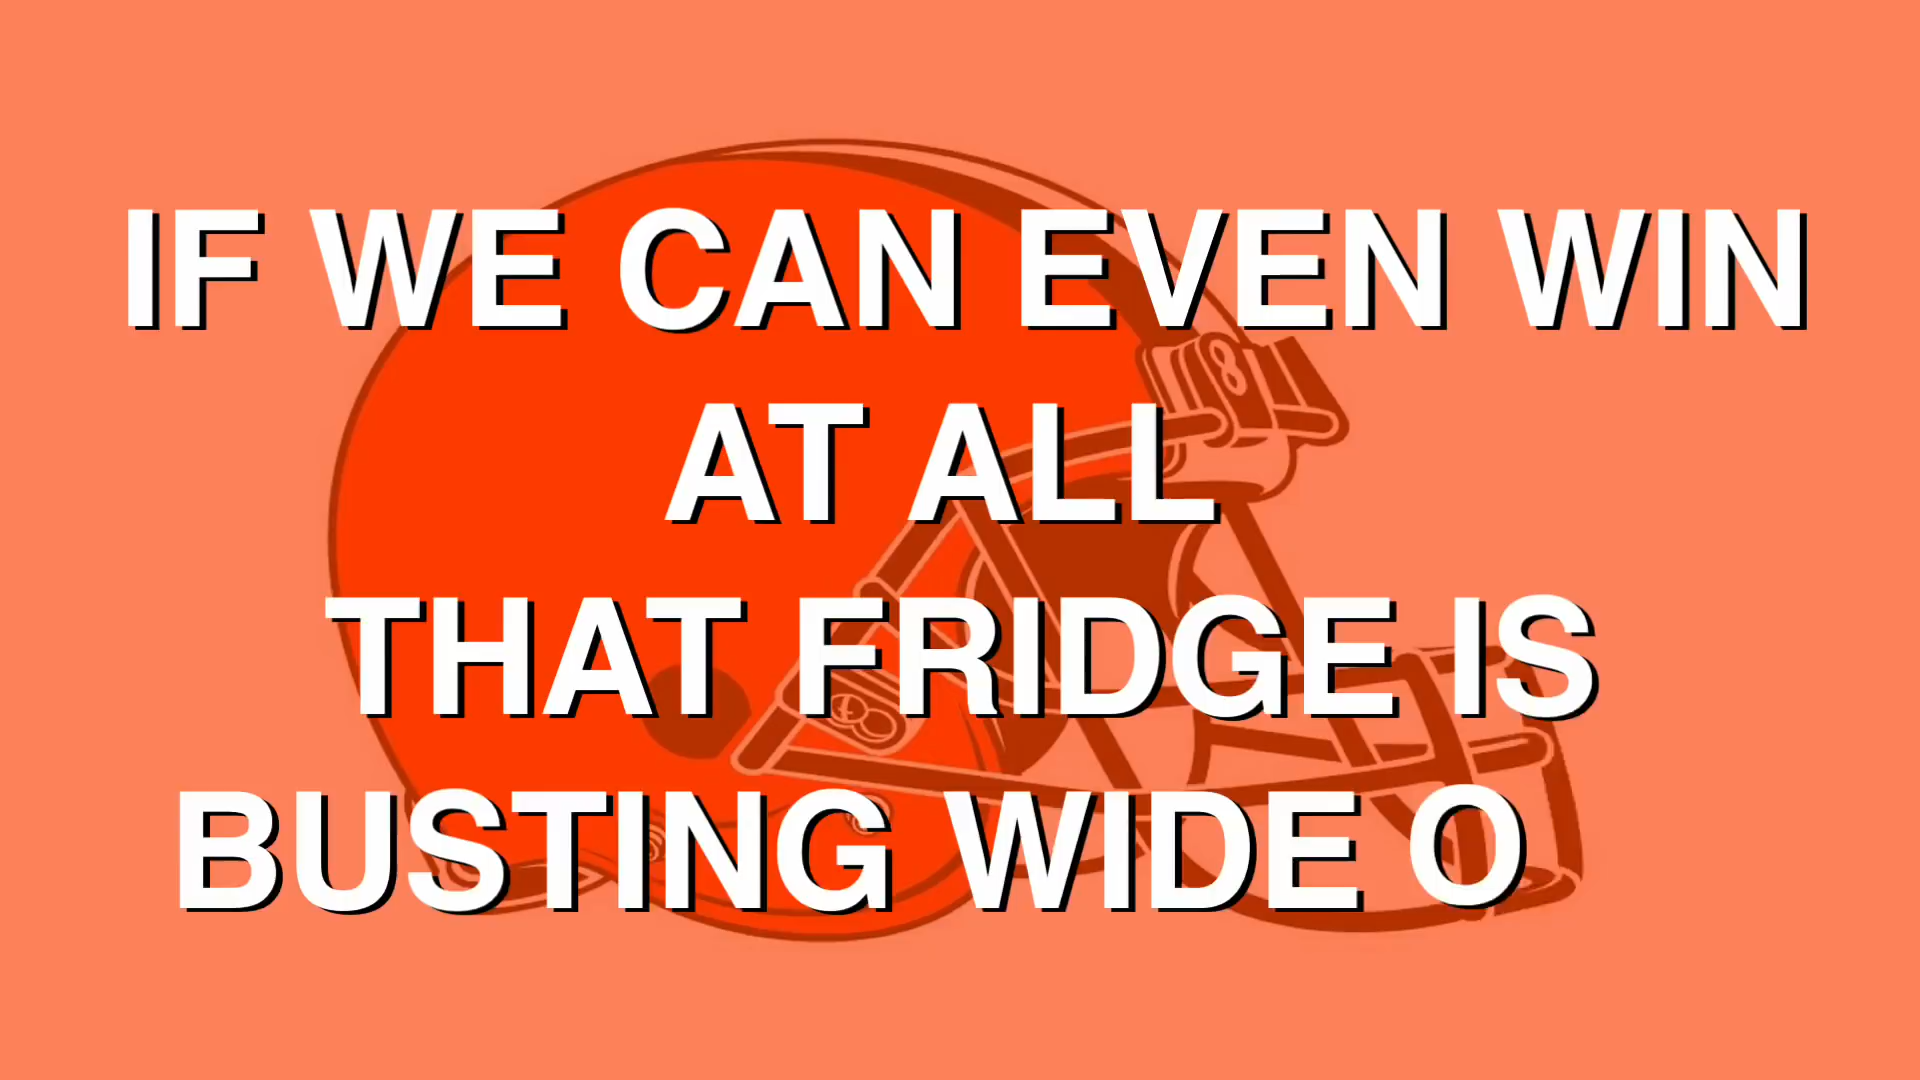 IF WE CAN EVEN WIN
AT ALL
THAT FRIDGE IS
BUSTING WIDE O